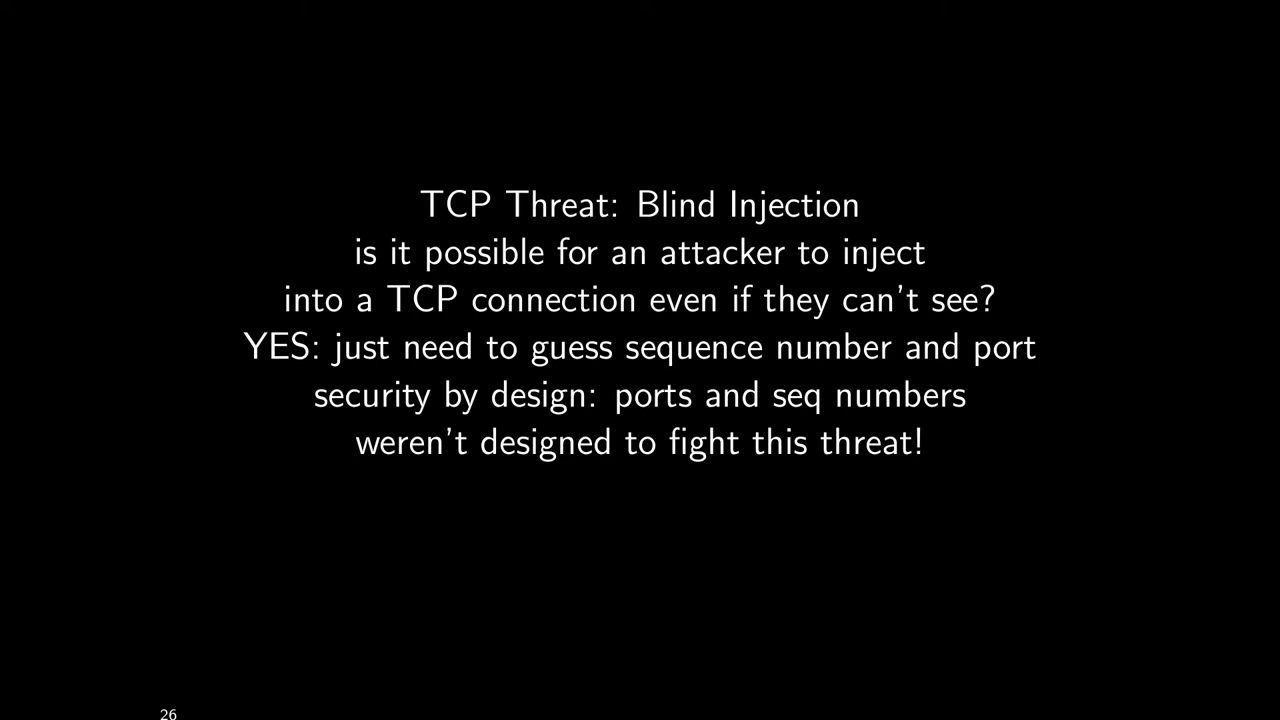 TCP Threat: Blind Injection
is it possible for an attacker to inject
into a TCP connection even if they can't see?
YES: just need to guess sequence number and port
security by design: ports and seq numbers
weren't designed to fight this threat!
26